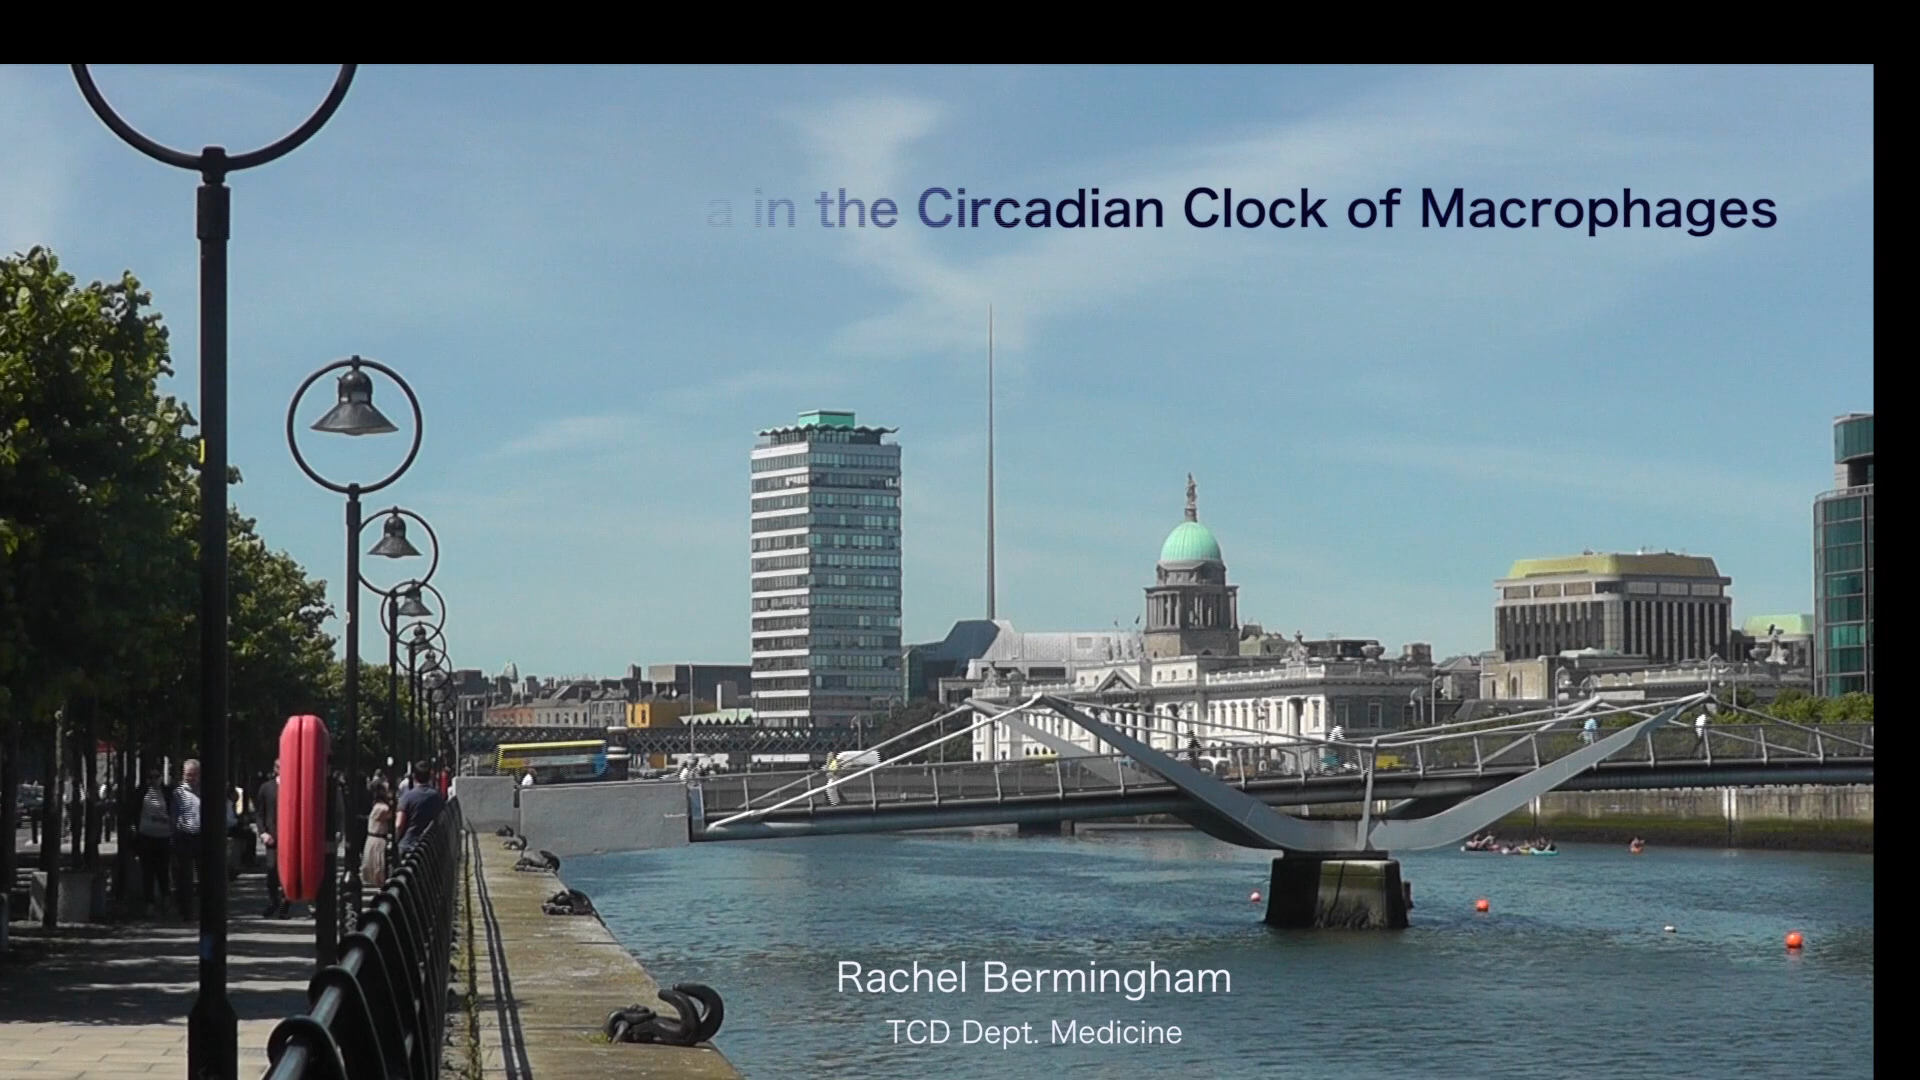 a in the Circadian Clock of Macrophages
Rachel Bermingham
TCD Dept. Medicine